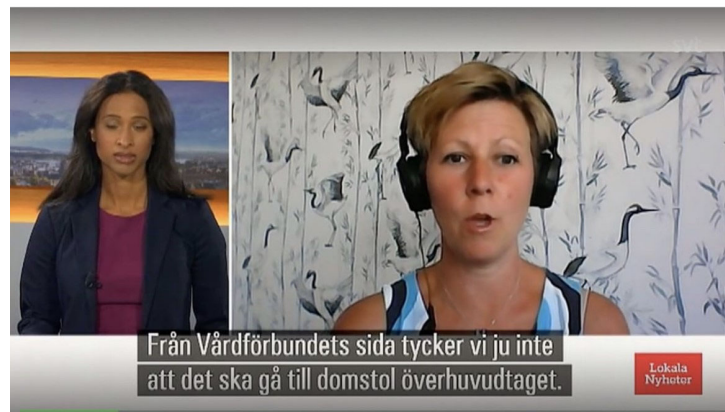 Från Vårdförbundets sida tycker vi ju inte
att det ska gå till domstol överhuvudtaget.
Lokala
Nyheter